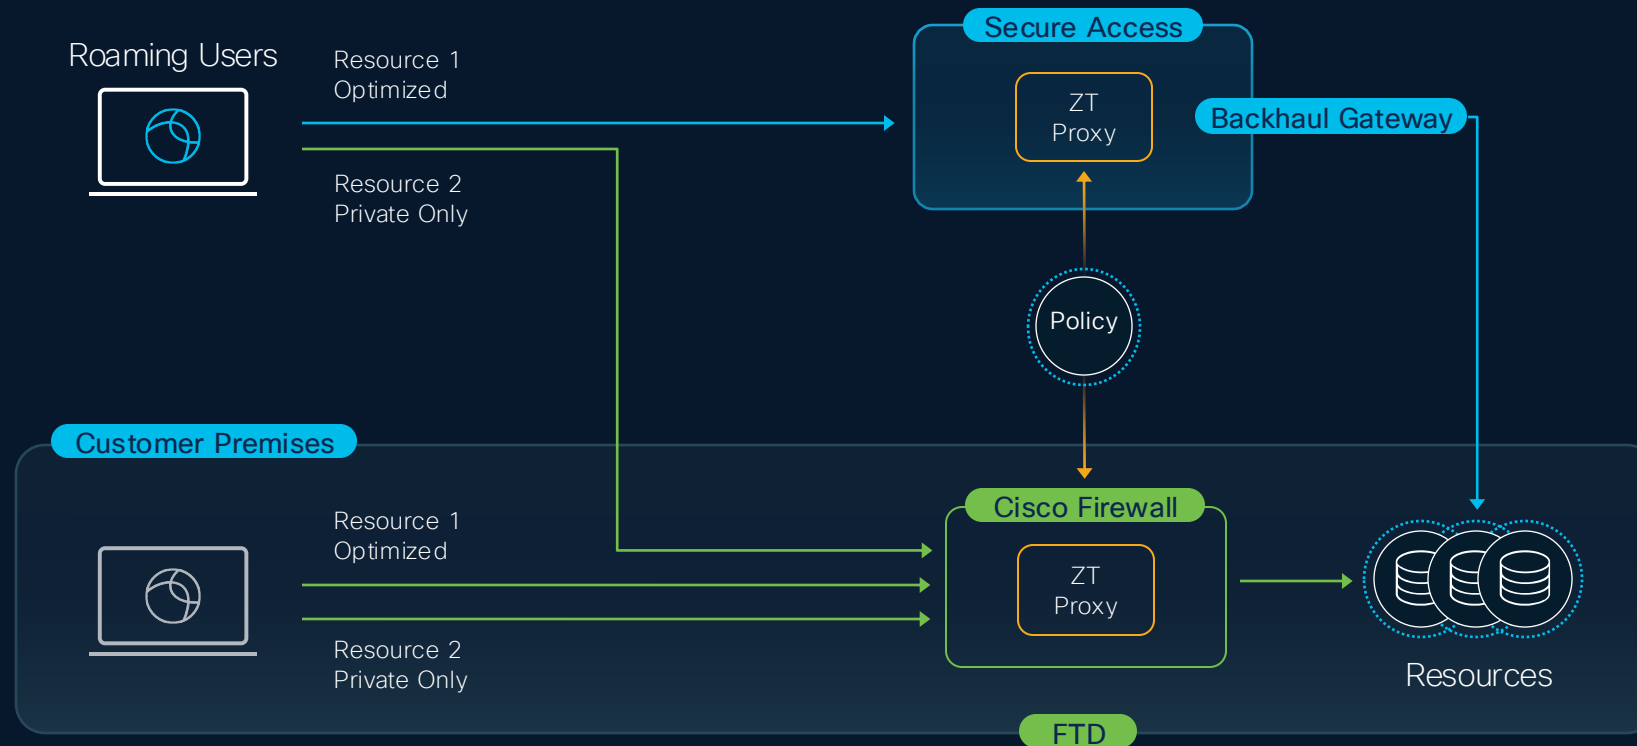 Secure Access
Roaming Users
Resource 1
Optimized
ZT
Proxy
Backhaul Gateway
Resource 2
Private Only
Policy
Customer Premises
Cisco Firewall
Resource 1
Optimized
ZT
Proxy
Resource 2
Private Only
Resources
FTD